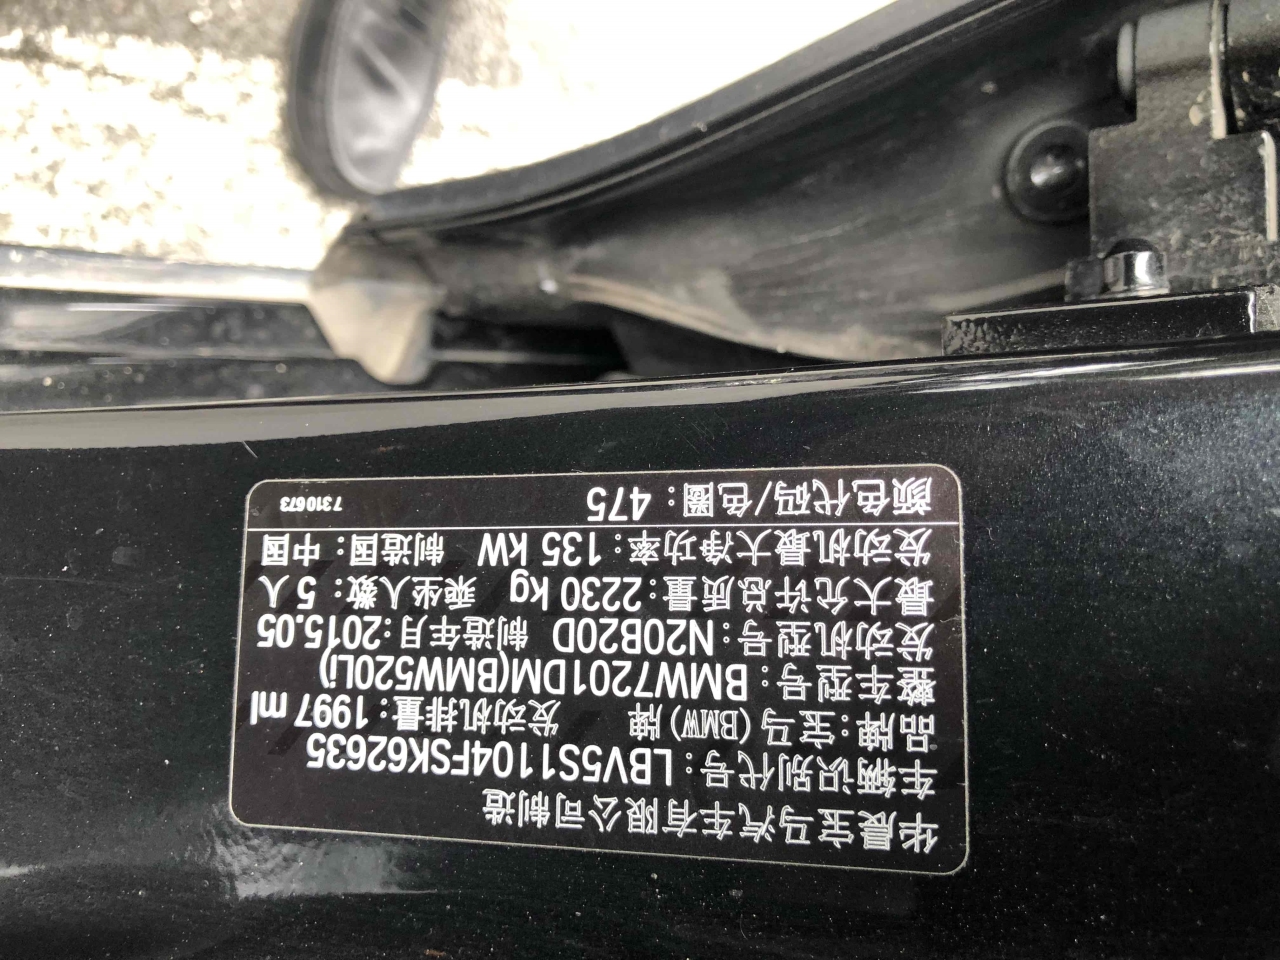 华晨宝马汽车有限公司制造
车辆识别代号：LBV5S1104FSK62635
品牌：宝马(BMW)牌 发动机排量：1997 ml
整车型号：BMW7201DM(BMW520Li)
发动机型号：N20B20D 制造年月：2015.05
最大允许总质量：2230 kg 乘坐人数：5人
发动机最大净功率：135 kW 制造国：中国
颜色代码/色圈：475 7310673